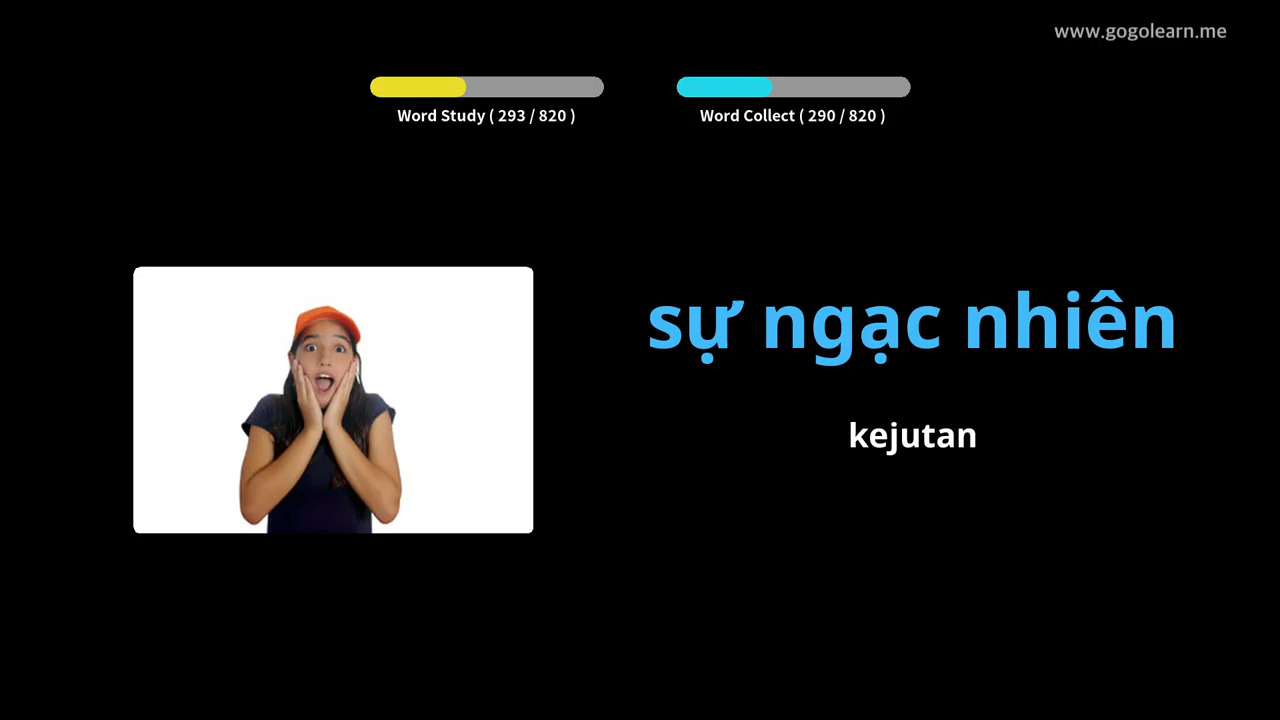 www.gogolearn.me
Word Study ( 293 / 820 )
Word Collect ( 290 / 820 )
sự ngạc nhiên
kejutan